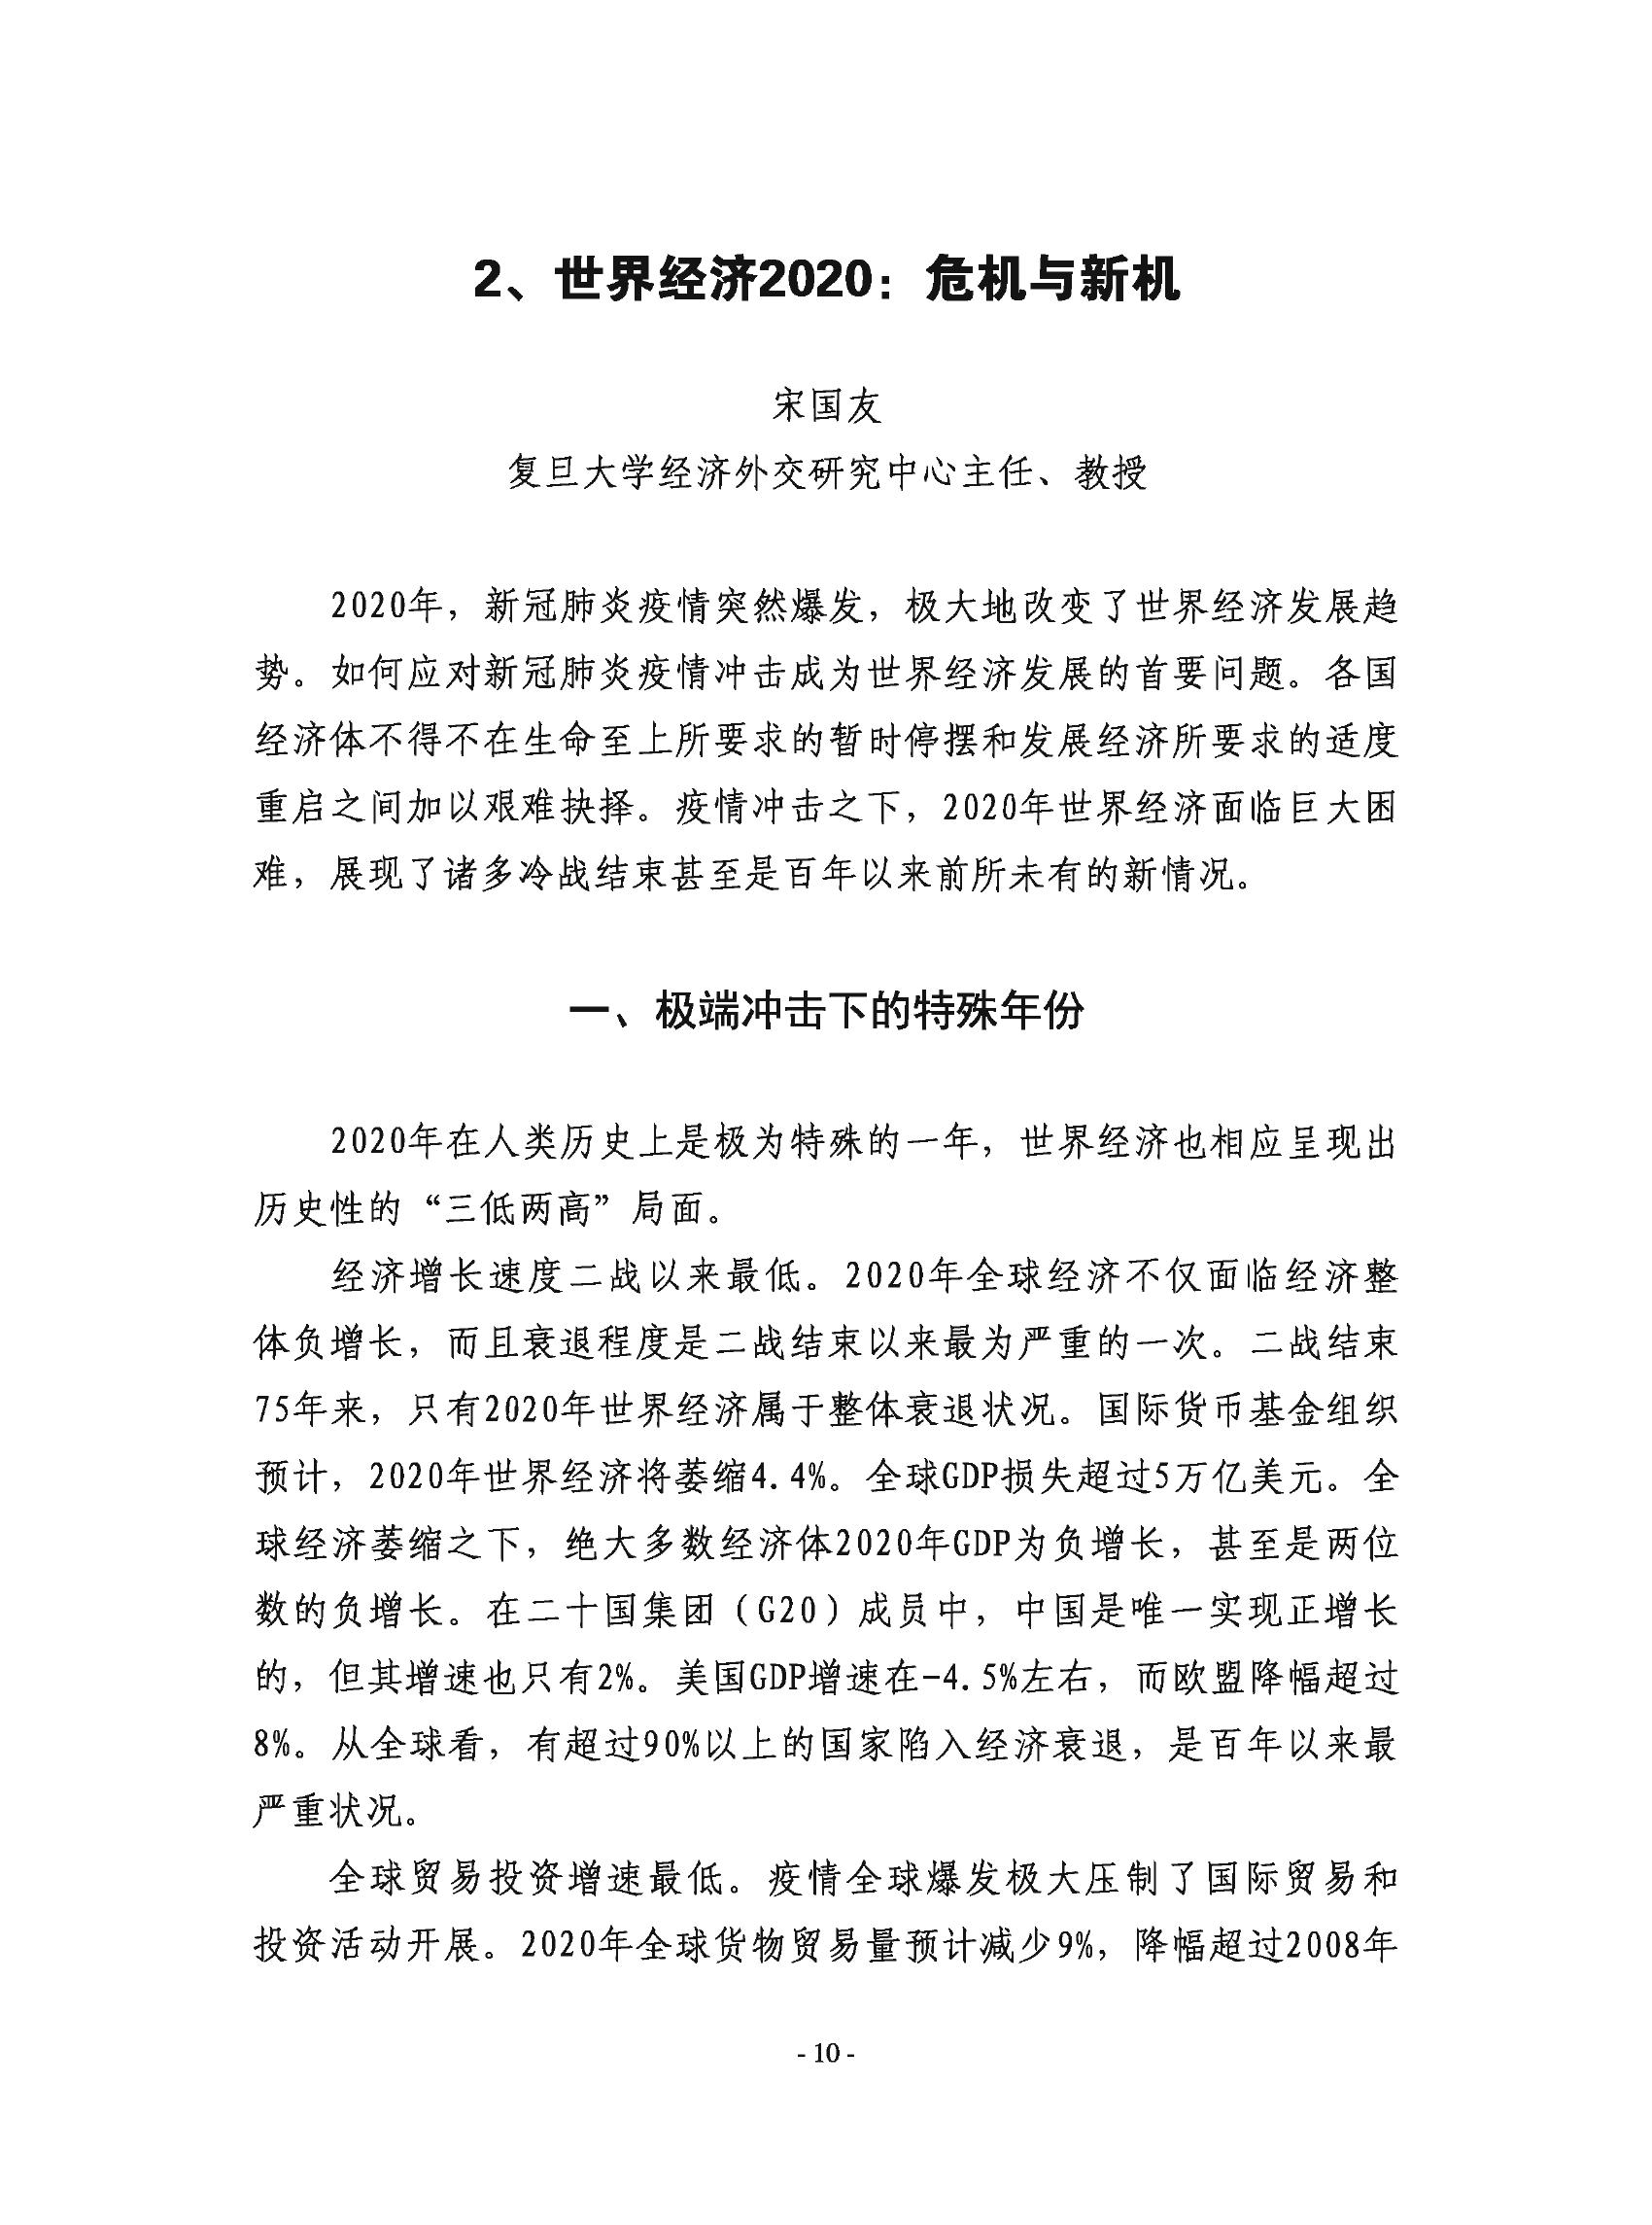 2、世界经济2020：危机与新机
宋国友
复旦大学经济外交研究中心主任、教授
2020年，新冠肺炎疫情突然爆发，极大地改变了世界经济发展趋
势。如何应对新冠肺炎疫情冲击成为世界经济发展的首要问题。各国
经济体不得不在生命至上所要求的暂时停摆和发展经济所要求的适度
重启之间加以艰难抉择。疫情冲击之下，2020年世界经济面临巨大困
难，展现了诸多冷战结束甚至是百年以来前所未有的新情况。
一、极端冲击下的特殊年份
2020年在人类历史上是极为特殊的一年，世界经济也相应呈现出
历史性的“三低两高”局面。
经济增长速度二战以来最低。2020年全球经济不仅面临经济整
体负增长，而且衰退程度是二战结束以来最为严重的一次。二战结束
75年来，只有2020年世界经济属于整体衰退状况。国际货币基金组织
预计，2020年世界经济将萎缩4.4%。全球GDP损失超过5万亿美元。全
球经济萎缩之下，绝大多数经济体2020年GDP为负增长，甚至是两位
数的负增长。在二十国集团（G20）成员中，中国是唯一实现正增长
的，但其增速也只有2%。美国GDP增速在-4.5%左右，而欧盟降幅超过
8%。从全球看，有超过90%以上的国家陷入经济衰退，是百年以来最
严重状况。
全球贸易投资增速最低。疫情全球爆发极大压制了国际贸易和
投资活动开展。2020年全球货物贸易量预计减少9%，降幅超过2008年
- 10 -